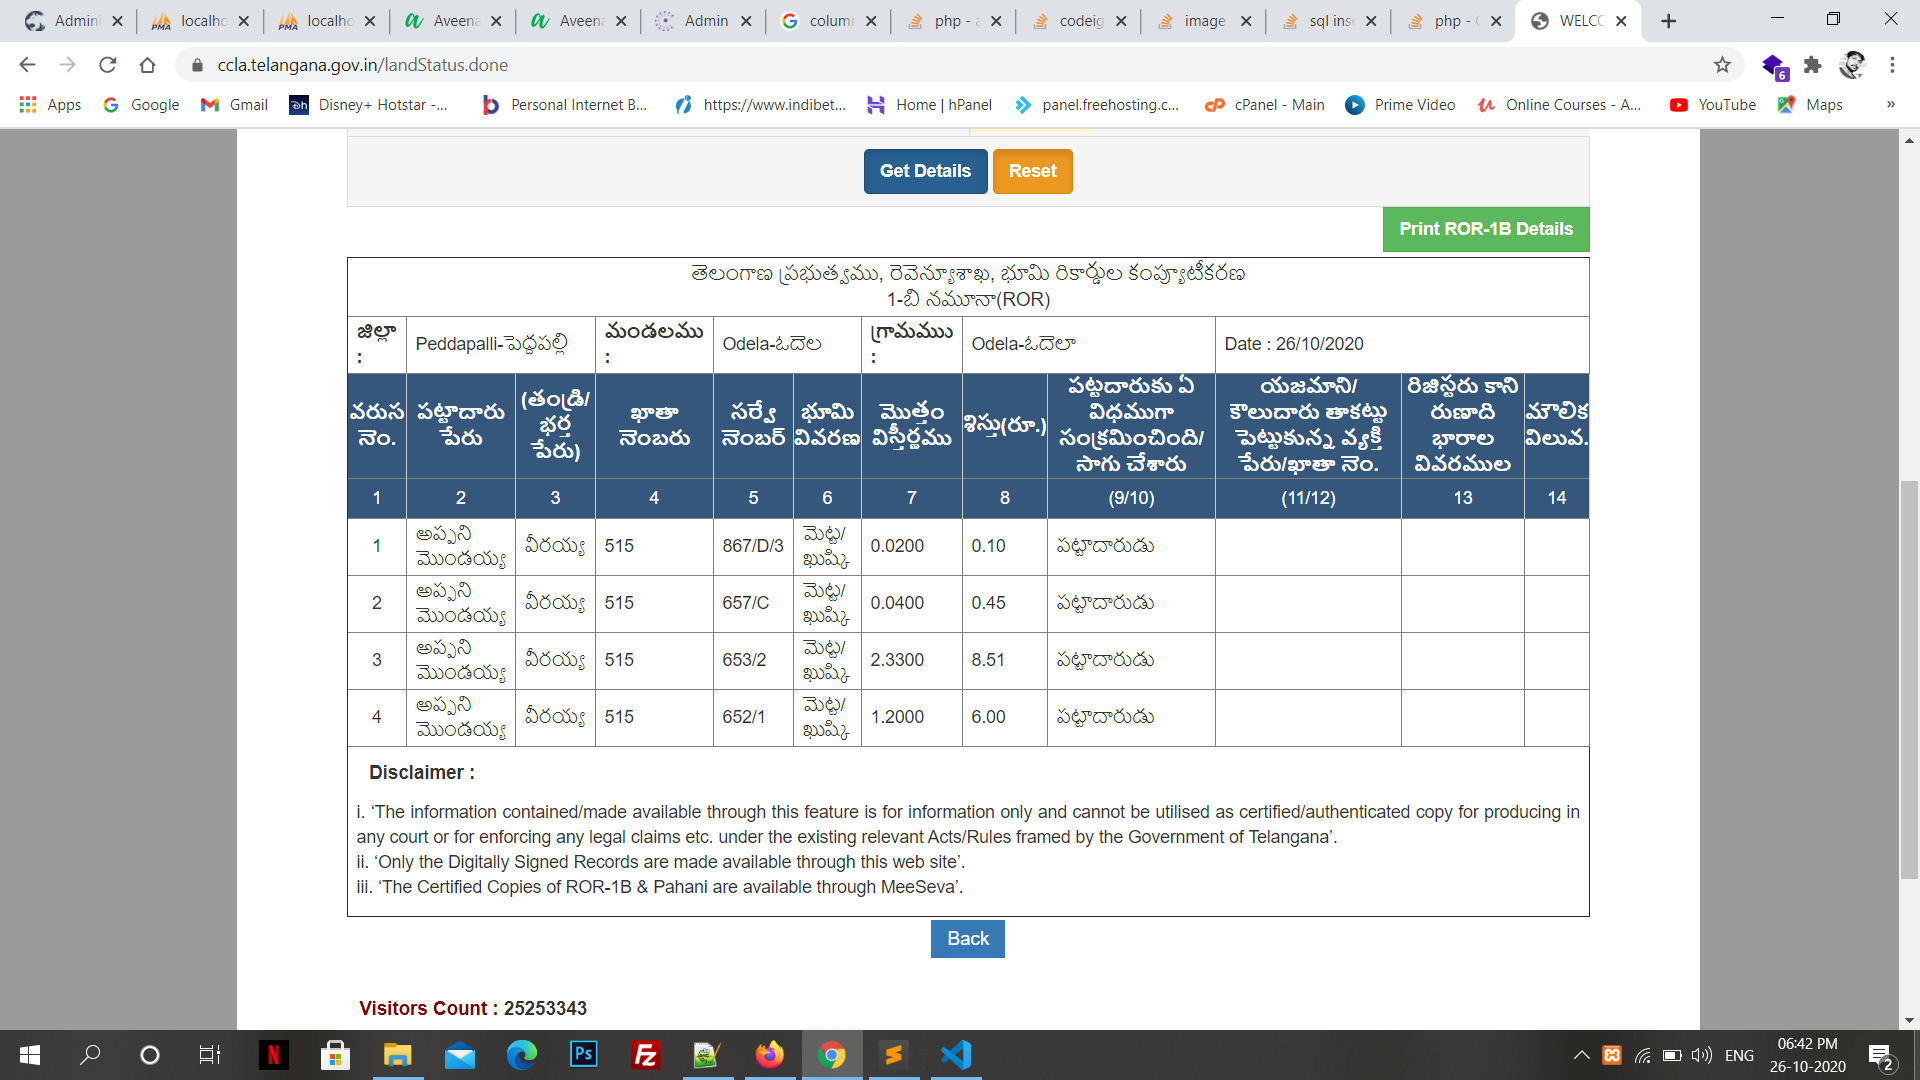 Admini
localho
localho
Aveena
Aveena
Admin
column
php - a
codeig
image
sql inse
php - C
WELCO
ccla.telangana.gov.in/landStatus.done
6
Apps Google Gmail Disney+ Hotstar -... Personal Internet B... https://www.indibet... Home | hPanel panel.freehosting.c... cPanel - Main Prime Video Online Courses - A... YouTube Maps »
Get Details Reset
Print ROR-1B Details
తెలంగాణ ప్రభుత్వము, రెవెన్యూశాఖ, భూమి రికార్డుల కంప్యూటీకరణ
1-బి నమూనా(ROR)
జిల్లా : Peddapalli-పెద్దపల్లి మండలము : Odela-ఓదెల గ్రామము : Odela-ఓదెలా Date : 26/10/2020
వరుస నెం. పట్టాదారు పేరు (తండ్రి/భర్త పేరు) ఖాతా నెంబరు సర్వే నెంబర్ భూమి వివరణ మొత్తం విస్తీర్ణము శిస్తు(రూ.) పట్టదారుకు ఏ విధముగా సంక్రమించింది/సాగు చేశారు యజమాని/కౌలుదారు తాకట్టు పెట్టుకున్న వ్యక్తి పేరు/ఖాతా నెం. రిజిస్టరు కాని రుణాది భారాల వివరముల మౌలిక విలువ.
1 2 3 4 5 6 7 8 (9/10) (11/12) 13 14
1 అప్పని మొండయ్య వీరయ్య 515 867/D/3 మెట్ట/ఖుష్కి 0.0200 0.10 పట్టాదారుడు
2 అప్పని మొండయ్య వీరయ్య 515 657/C మెట్ట/ఖుష్కి 0.0400 0.45 పట్టాదారుడు
3 అప్పని మొండయ్య వీరయ్య 515 653/2 మెట్ట/ఖుష్కి 2.3300 8.51 పట్టాదారుడు
4 అప్పని మొండయ్య వీరయ్య 515 652/1 మెట్ట/ఖుష్కి 1.2000 6.00 పట్టాదారుడు
Disclaimer :
i. ‘The information contained/made available through this feature is for information only and cannot be utilised as certified/authenticated copy for producing in
any court or for enforcing any legal claims etc. under the existing relevant Acts/Rules framed by the Government of Telangana’.
ii. ‘Only the Digitally Signed Records are made available through this web site’.
iii. ‘The Certified Copies of ROR-1B & Pahani are available through MeeSeva’.
Back
Visitors Count : 25253343
ENG
06:42 PM
26-10-2020
2